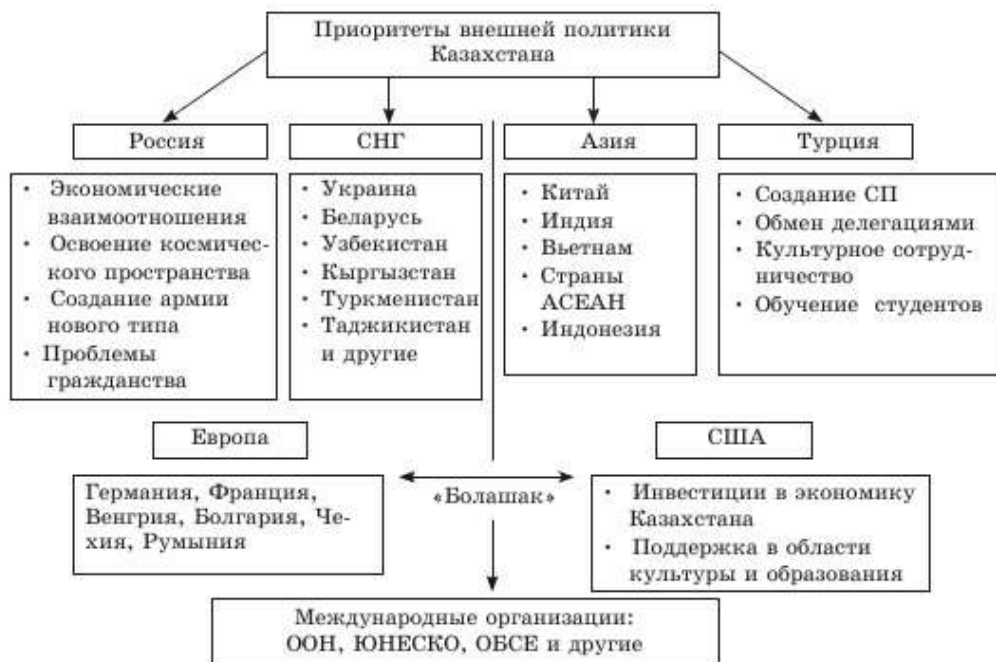 Приоритеты внешней политики
Казахстана
Россия
• Экономические
взаимоотношения
• Освоение космичес-
кого пространства
• Создание армии
нового типа
• Проблемы
гражданства
СНГ
• Украина
• Беларусь
• Узбекистан
• Кыргызстан
• Туркменистан
• Таджикистан
и другие
Азия
• Китай
• Индия
• Вьетнам
• Страны
АСЕАН
• Индонезия
Турция
• Создание СП
• Обмен делегациями
• Культурное сотруд-
ничество
• Обучение студентов
Европа
Германия, Франция,
Венгрия, Болгария, Че-
хия, Румыния
«Болашак»
США
• Инвестиции в экономику
Казахстана
• Поддержка в области
культуры и образования
Международные организации:
ООН, ЮНЕСКО, ОБСЕ и другие